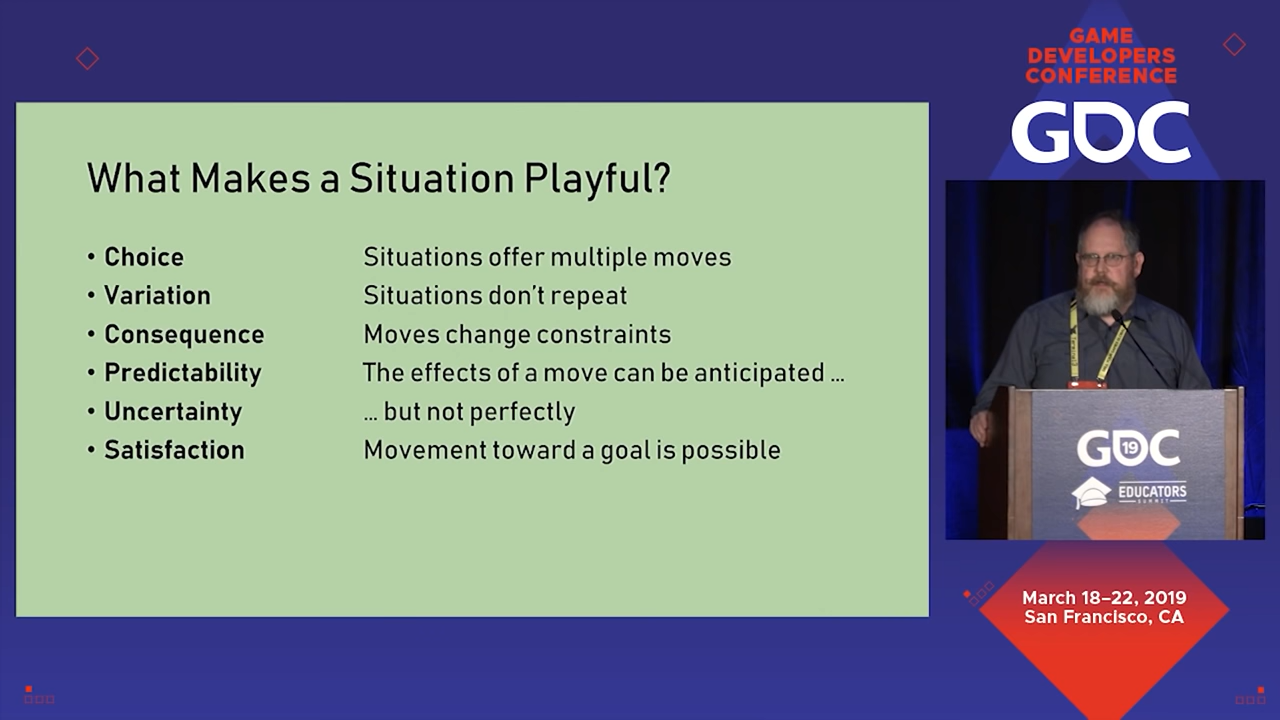 GAME
DEVELOPERS
CONFERENCE
GDC
What Makes a Situation Playful?
• Choice Situations offer multiple moves
• Variation Situations don't repeat
• Consequence Moves change constraints
• Predictability The effects of a move can be anticipated ...
• Uncertainty ... but not perfectly
• Satisfaction Movement toward a goal is possible
GDC
19
EDUCATORS
SUMMIT
March 18–22, 2019
San Francisco, CA